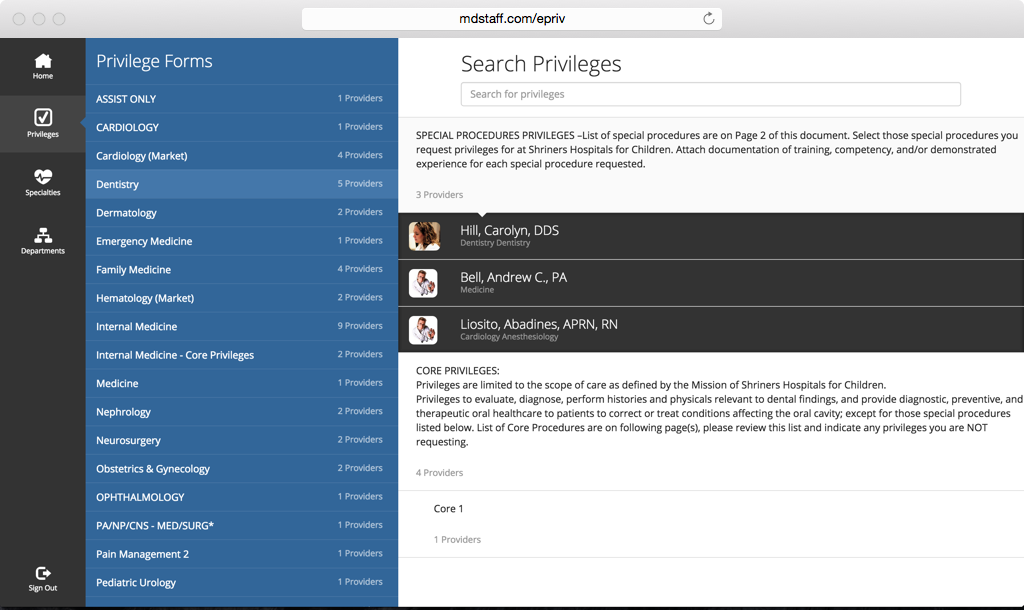 mdstaff.com/epriv
Home
Privileges
Specialties
Departments
Sign Out
Privilege Forms
ASSIST ONLY 1 Providers
CARDIOLOGY 1 Providers
Cardiology (Market) 4 Providers
Dentistry 5 Providers
Dermatology 2 Providers
Emergency Medicine 1 Providers
Family Medicine 4 Providers
Hematology (Market) 2 Providers
Internal Medicine 9 Providers
Internal Medicine - Core Privileges 2 Providers
Medicine 1 Providers
Nephrology 2 Providers
Neurosurgery 2 Providers
Obstetrics & Gynecology 2 Providers
OPHTHALMOLOGY 1 Providers
PA/NP/CNS - MED/SURG* 1 Providers
Pain Management 2 1 Providers
Pediatric Urology 1 Providers
Search Privileges
Search for privileges
SPECIAL PROCEDURES PRIVILEGES –List of special procedures are on Page 2 of this document. Select those special procedures you
request privileges for at Shriners Hospitals for Children. Attach documentation of training, competency, and/or demonstrated
experience for each special procedure requested.
3 Providers
Hill, Carolyn, DDS
Dentistry Dentistry
Bell, Andrew C., PA
Medicine
Liosito, Abadines, APRN, RN
Cardiology Anesthesiology
CORE PRIVILEGES:
Privileges are limited to the scope of care as defined by the Mission of Shriners Hospitals for Children.
Privileges to evaluate, diagnose, perform histories and physicals relevant to dental findings, and provide diagnostic, preventive, and
therapeutic oral healthcare to patients to correct or treat conditions affecting the oral cavity; except for those special procedures
listed below. List of Core Procedures are on following page(s), please review this list and indicate any privileges you are NOT
requesting.
4 Providers
Core 1
1 Providers